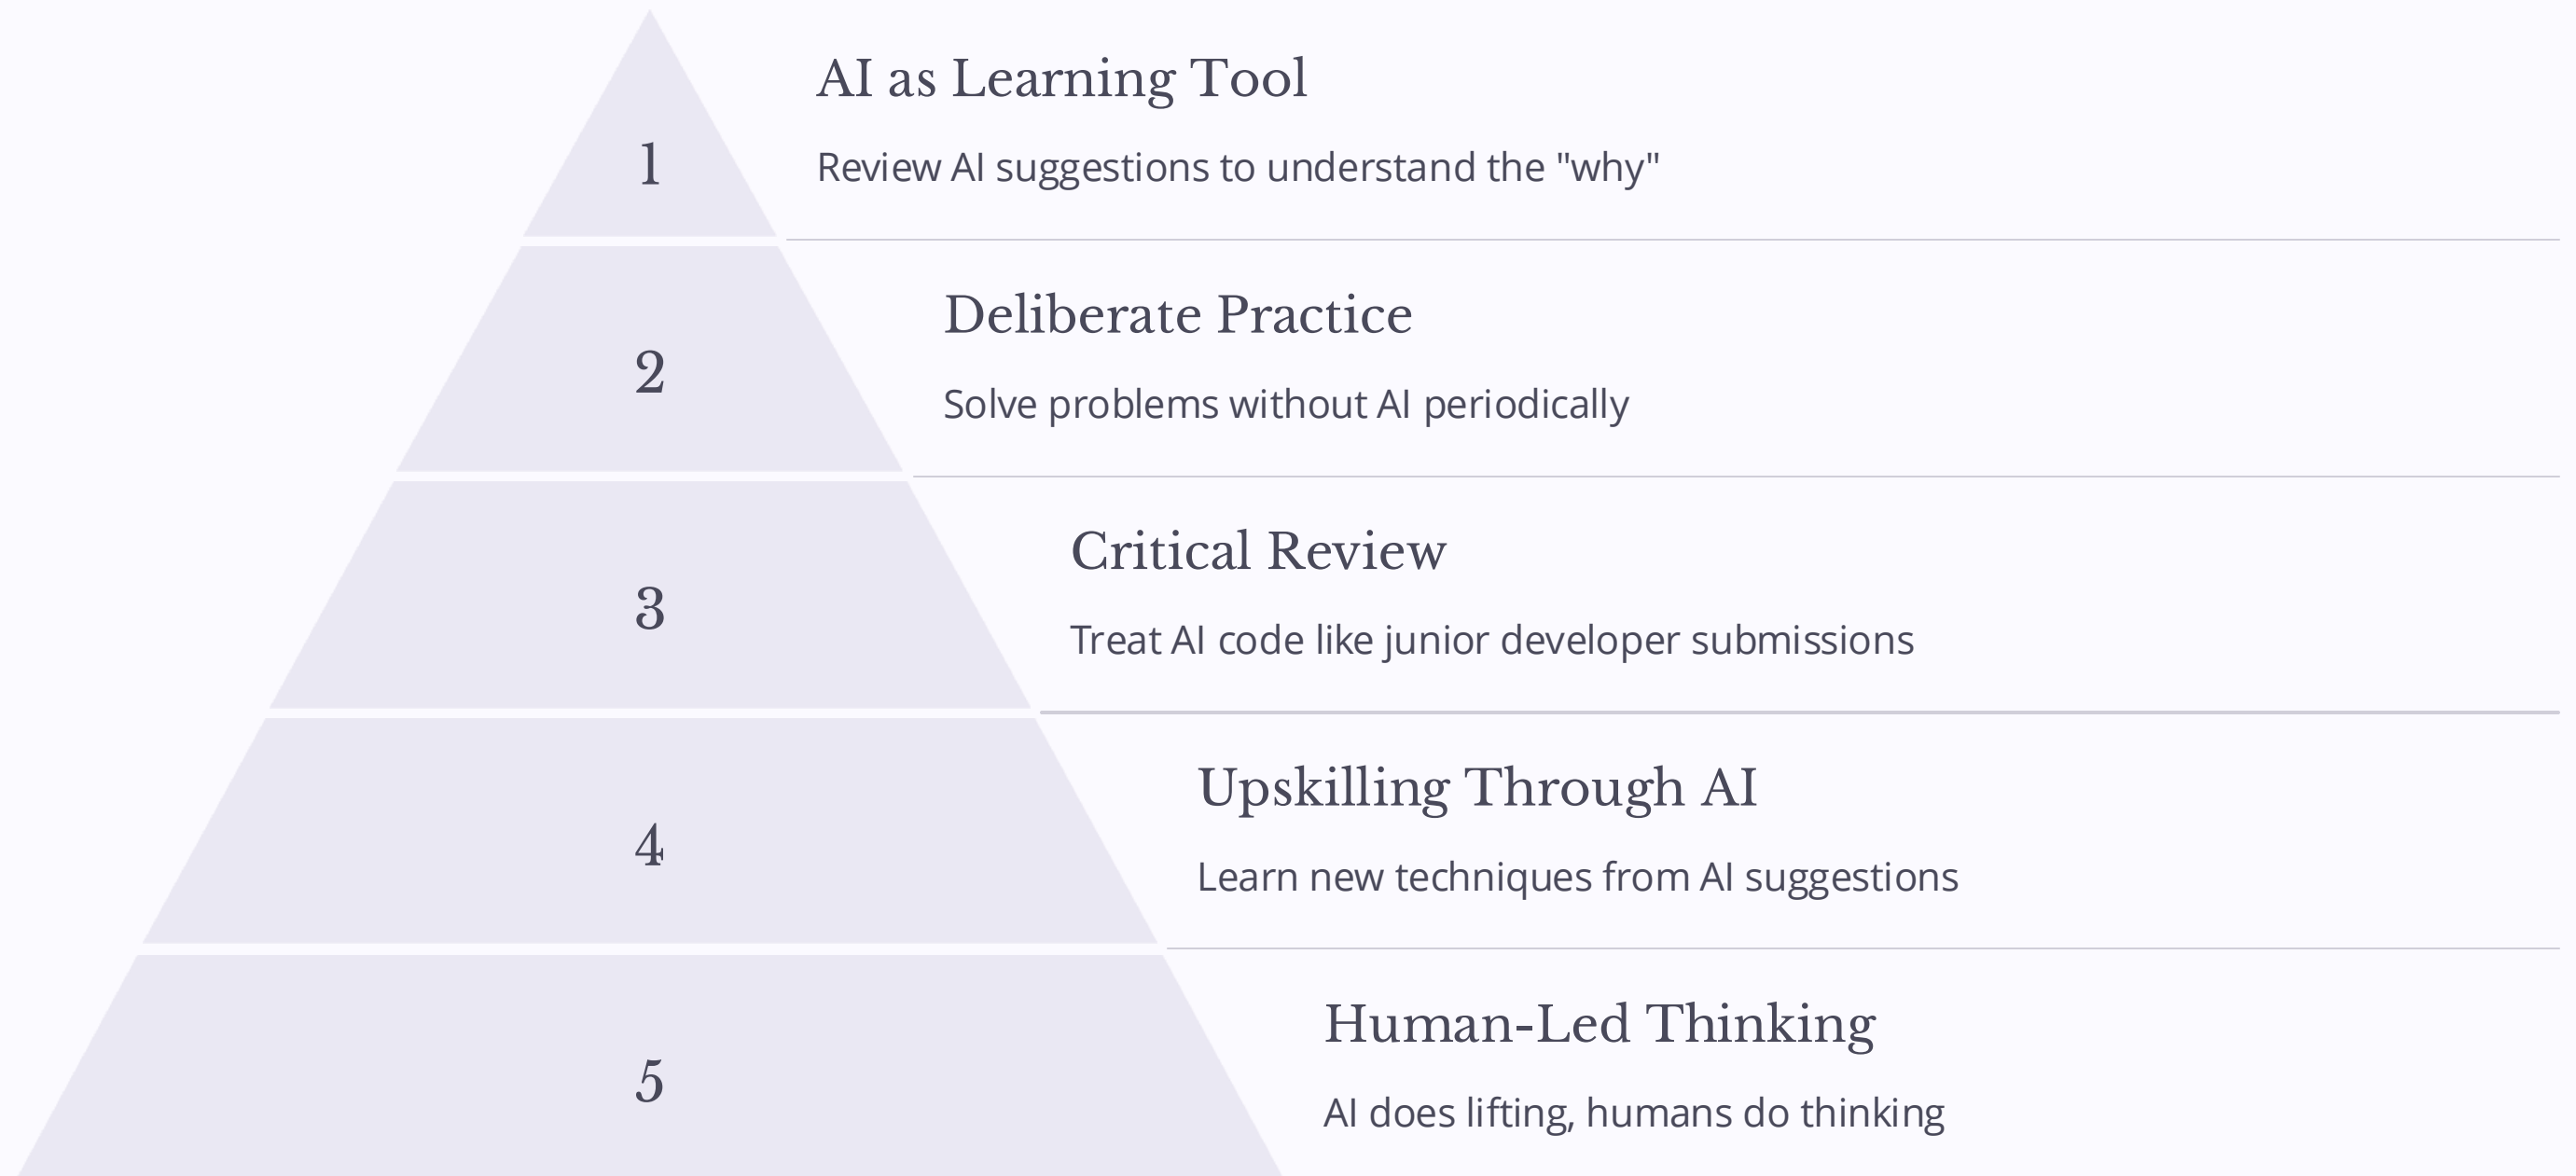 1
AI as Learning Tool
Review AI suggestions to understand the "why"
2
Deliberate Practice
Solve problems without AI periodically
3
Critical Review
Treat AI code like junior developer submissions
4
Upskilling Through AI
Learn new techniques from AI suggestions
5
Human-Led Thinking
AI does lifting, humans do thinking